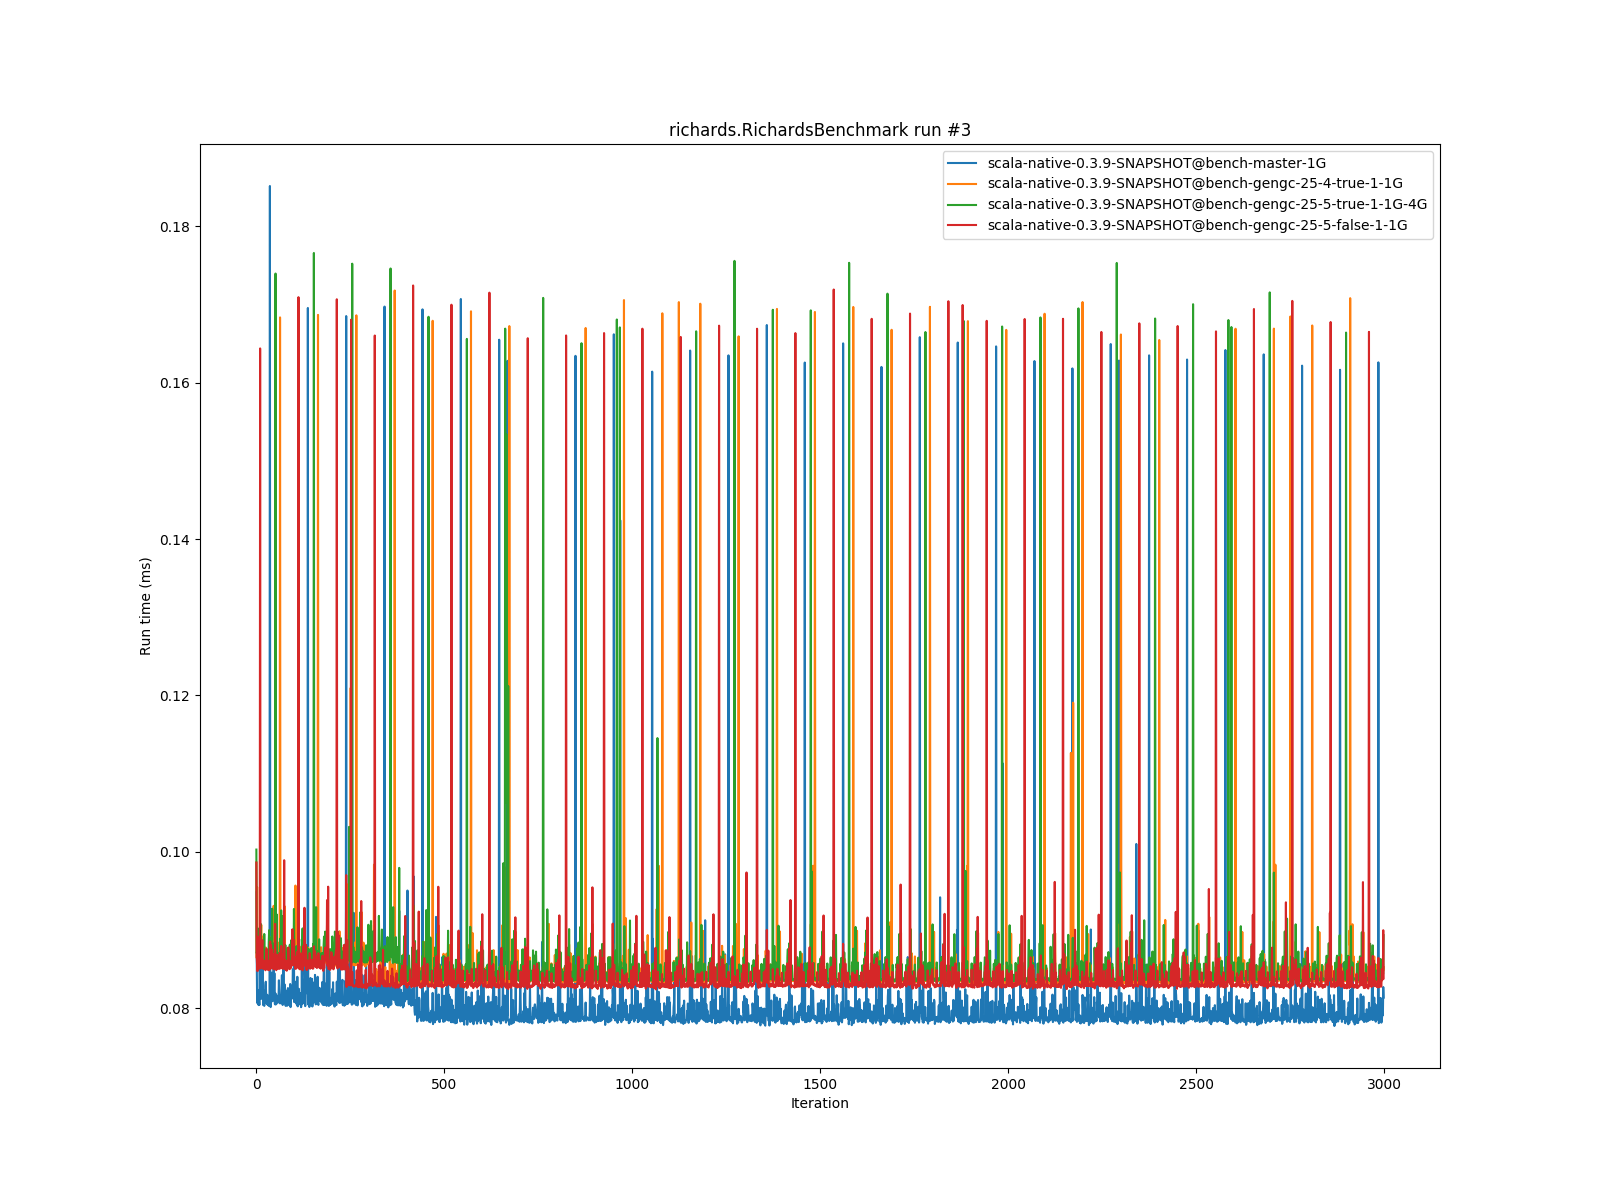 richards.RichardsBenchmark run #3
scala-native-0.3.9-SNAPSHOT@bench-master-1G
scala-native-0.3.9-SNAPSHOT@bench-gengc-25-4-true-1-1G
scala-native-0.3.9-SNAPSHOT@bench-gengc-25-5-true-1-1G-4G
scala-native-0.3.9-SNAPSHOT@bench-gengc-25-5-false-1-1G
0.18
0.16
0.14
0.12
0.10
0.08
Run time (ms)
0 500 1000 1500 2000 2500 3000
Iteration